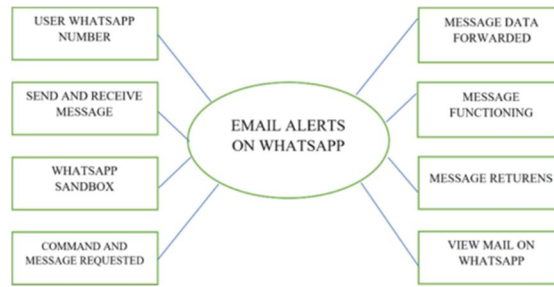 USER WHATSAPP
NUMBER
SEND AND RECEIVE
MESSAGE
WHATSAPP
SANDBOX
COMMAND AND
MESSAGE REQUESTED
EMAIL ALERTS
ON WHATSAPP
MESSAGE DATA
FORWARDED
MESSAGE
FUNCTIONING
MESSAGE RETURENS
VIEW MAIL ON
WHATSAPP